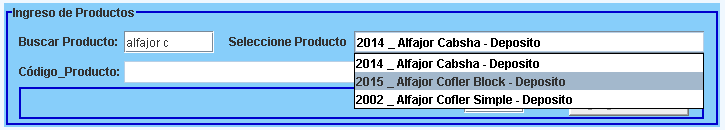 Ingreso de Productos
Buscar Producto: alfajor c Seleccione Producto 2014 _ Alfajor Cabsha - Deposito
2014 _ Alfajor Cabsha - Deposito
Código_Producto:
2015 _ Alfajor Cofler Block - Deposito
2002 _ Alfajor Cofler Simple - Deposito